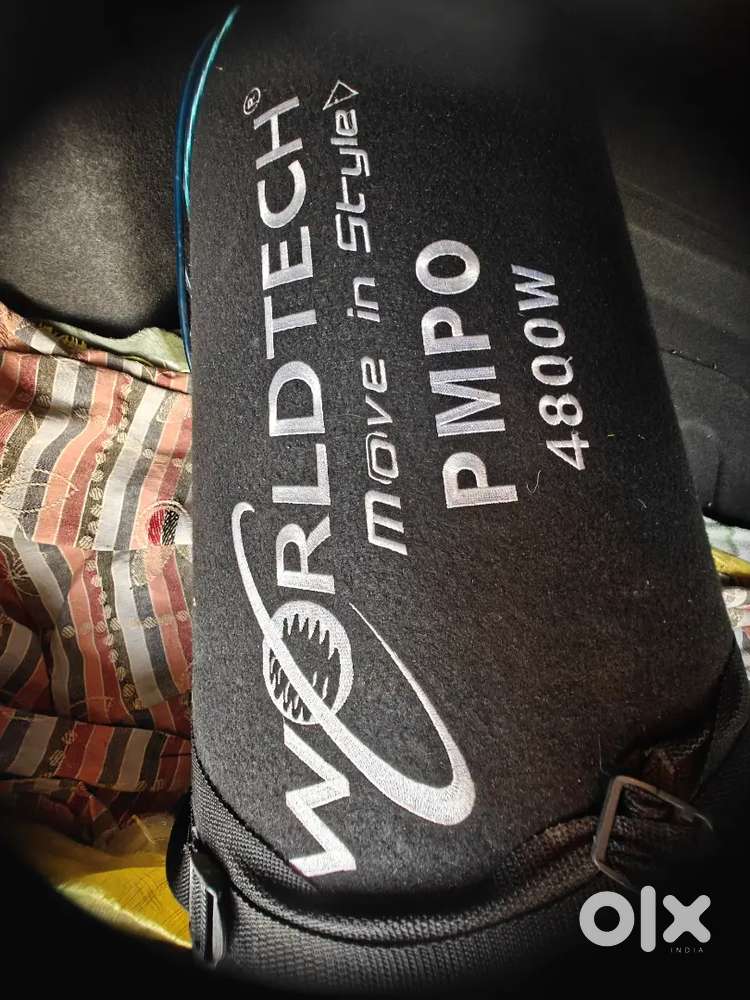 WORLDTECH®
move in style
PMPO
4800W
olx
INDIA